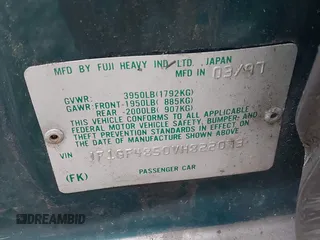 MFD BY FUJI HEAVY IND. LTD., JAPAN
MFD IN 03/97
GVWR: 3950LB(1792KG)
GAWR:FRONT-1950LB( 885KG)
REAR -2000LB( 907KG)
THIS VEHICLE CONFORMS TO ALL APPLICABLE
FEDERAL MOTOR VEHICLE SAFETY, BUMPER, AND
THEFT PREVENTION STANDARDS IN EFFECT ON
THE DATE OF MANUFACTURE SHOWN ABOVE.
VIN
(FK)
PASSENGER CAR
DREAMBID